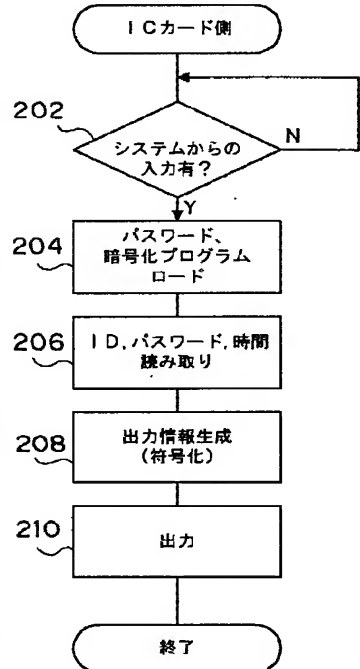 ICカード側
202
システムからの
入力有?
N
Y
204
パスワード、
暗号化プログラム
ロード
206
ID,パスワード,時間
読み取り
208
出力情報生成
(符号化)
210
出力
終了